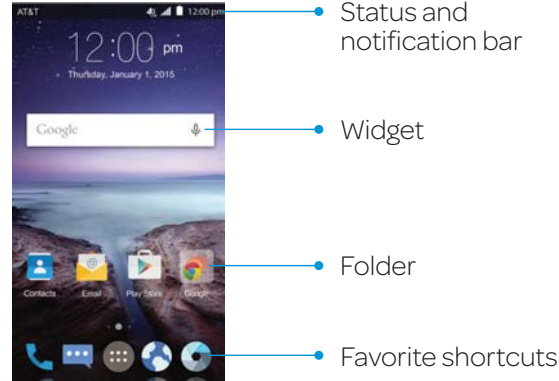 AT&T 12:00 pm
Status and
notification bar
12:00 pm
Thursday, January 1, 2015
Google
Widget
Folder
Contacts Email Play Store Google
Favorite shortcuts